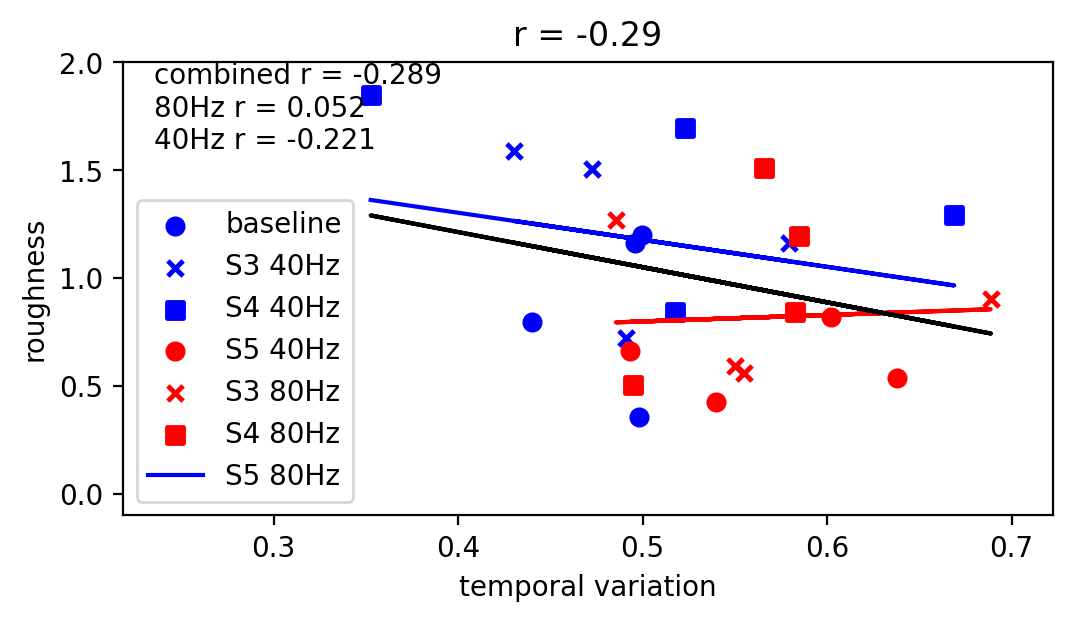 r = -0.29
combined r = -0.289
80Hz r = 0.052
40Hz r = -0.221
2.0
1.5
1.0
0.5
0.0
roughness
baseline
S3 40Hz
S4 40Hz
S5 40Hz
S3 80Hz
S4 80Hz
S5 80Hz
0.3 0.4 0.5 0.6 0.7
temporal variation